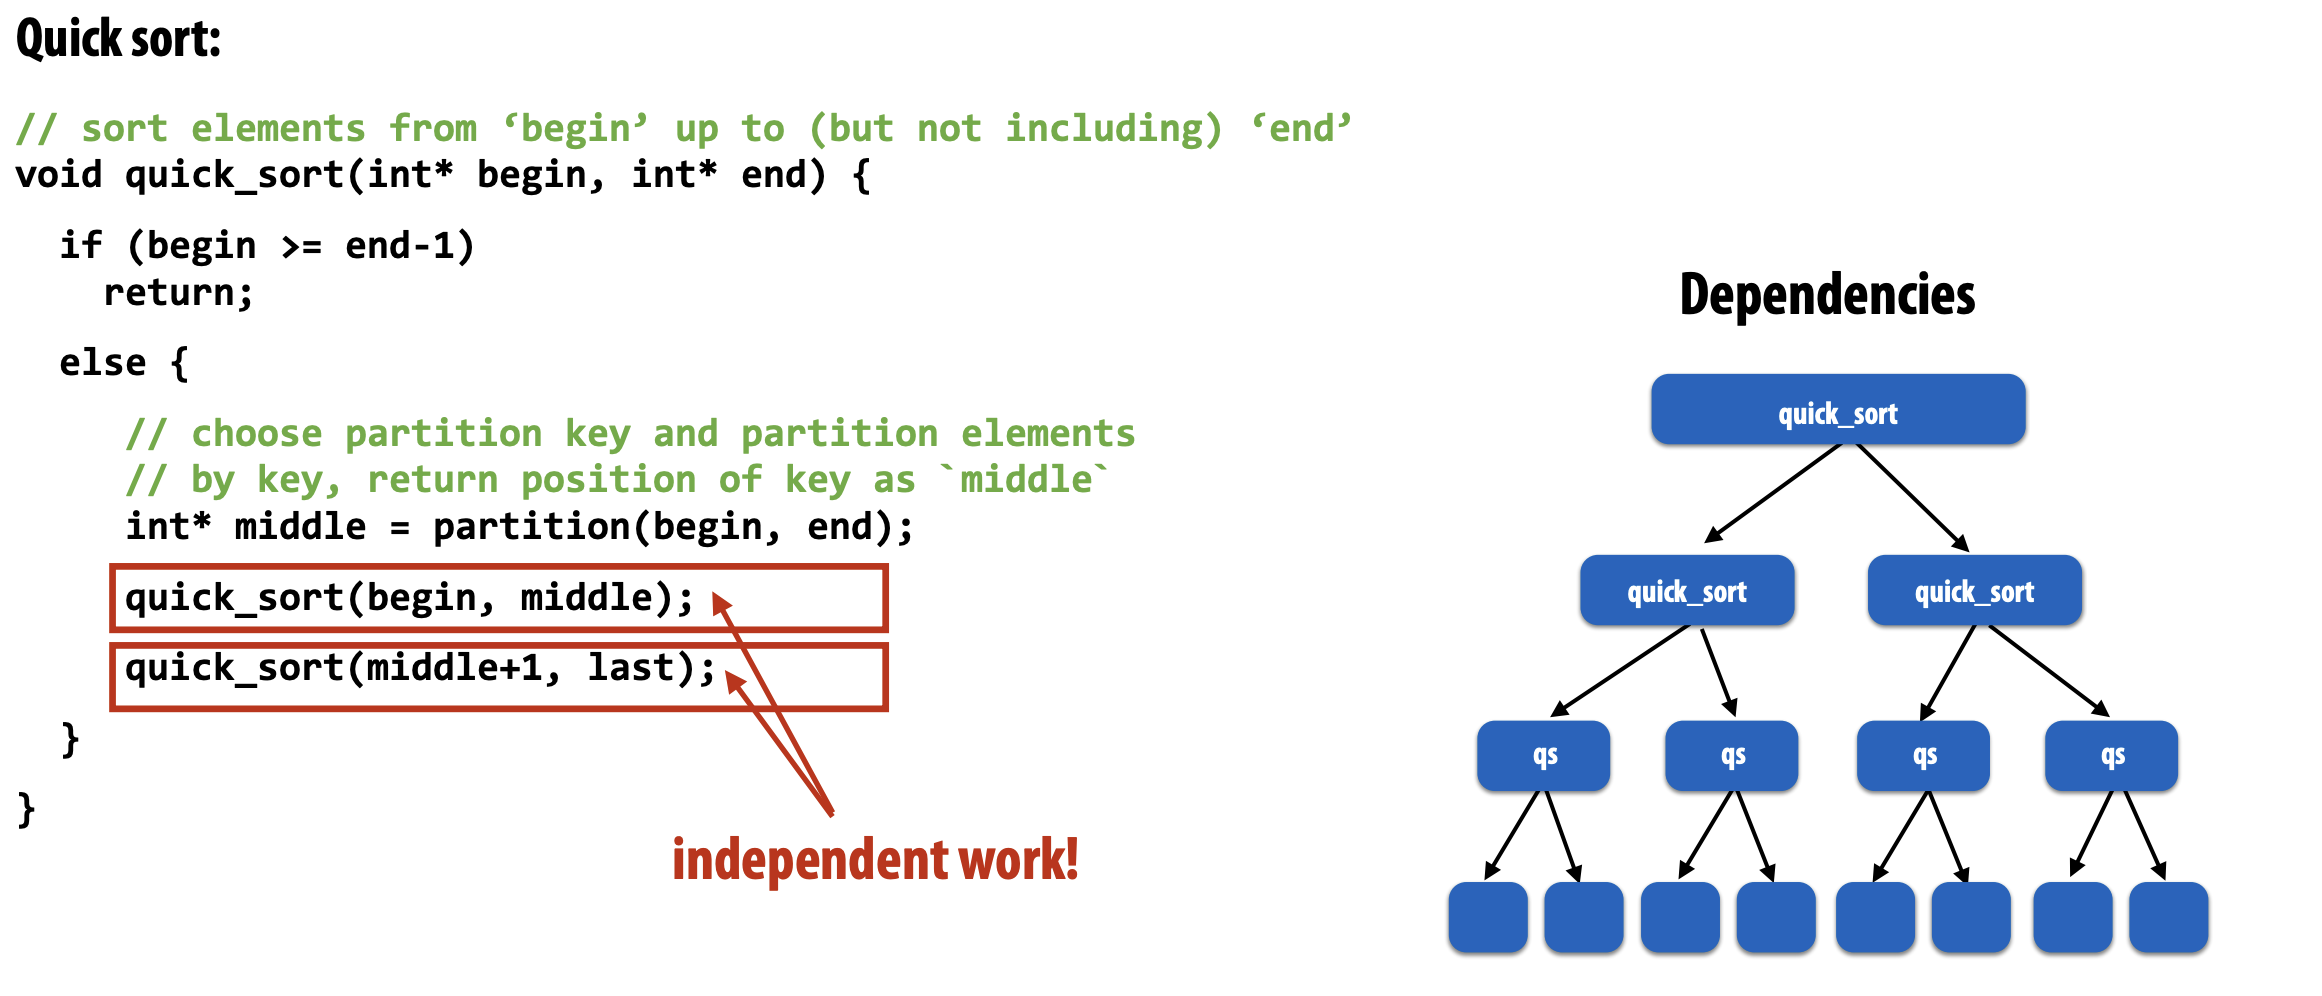 Quick sort:
// sort elements from ‘begin’ up to (but not including) ‘end’
void quick_sort(int* begin, int* end) {
if (begin >= end-1)
return;
else {
// choose partition key and partition elements
// by key, return position of key as `middle`
int* middle = partition(begin, end);
quick_sort(begin, middle);
quick_sort(middle+1, last);
}
}
independent work!
Dependencies
quick_sort
quick_sort quick_sort
qs qs qs qs